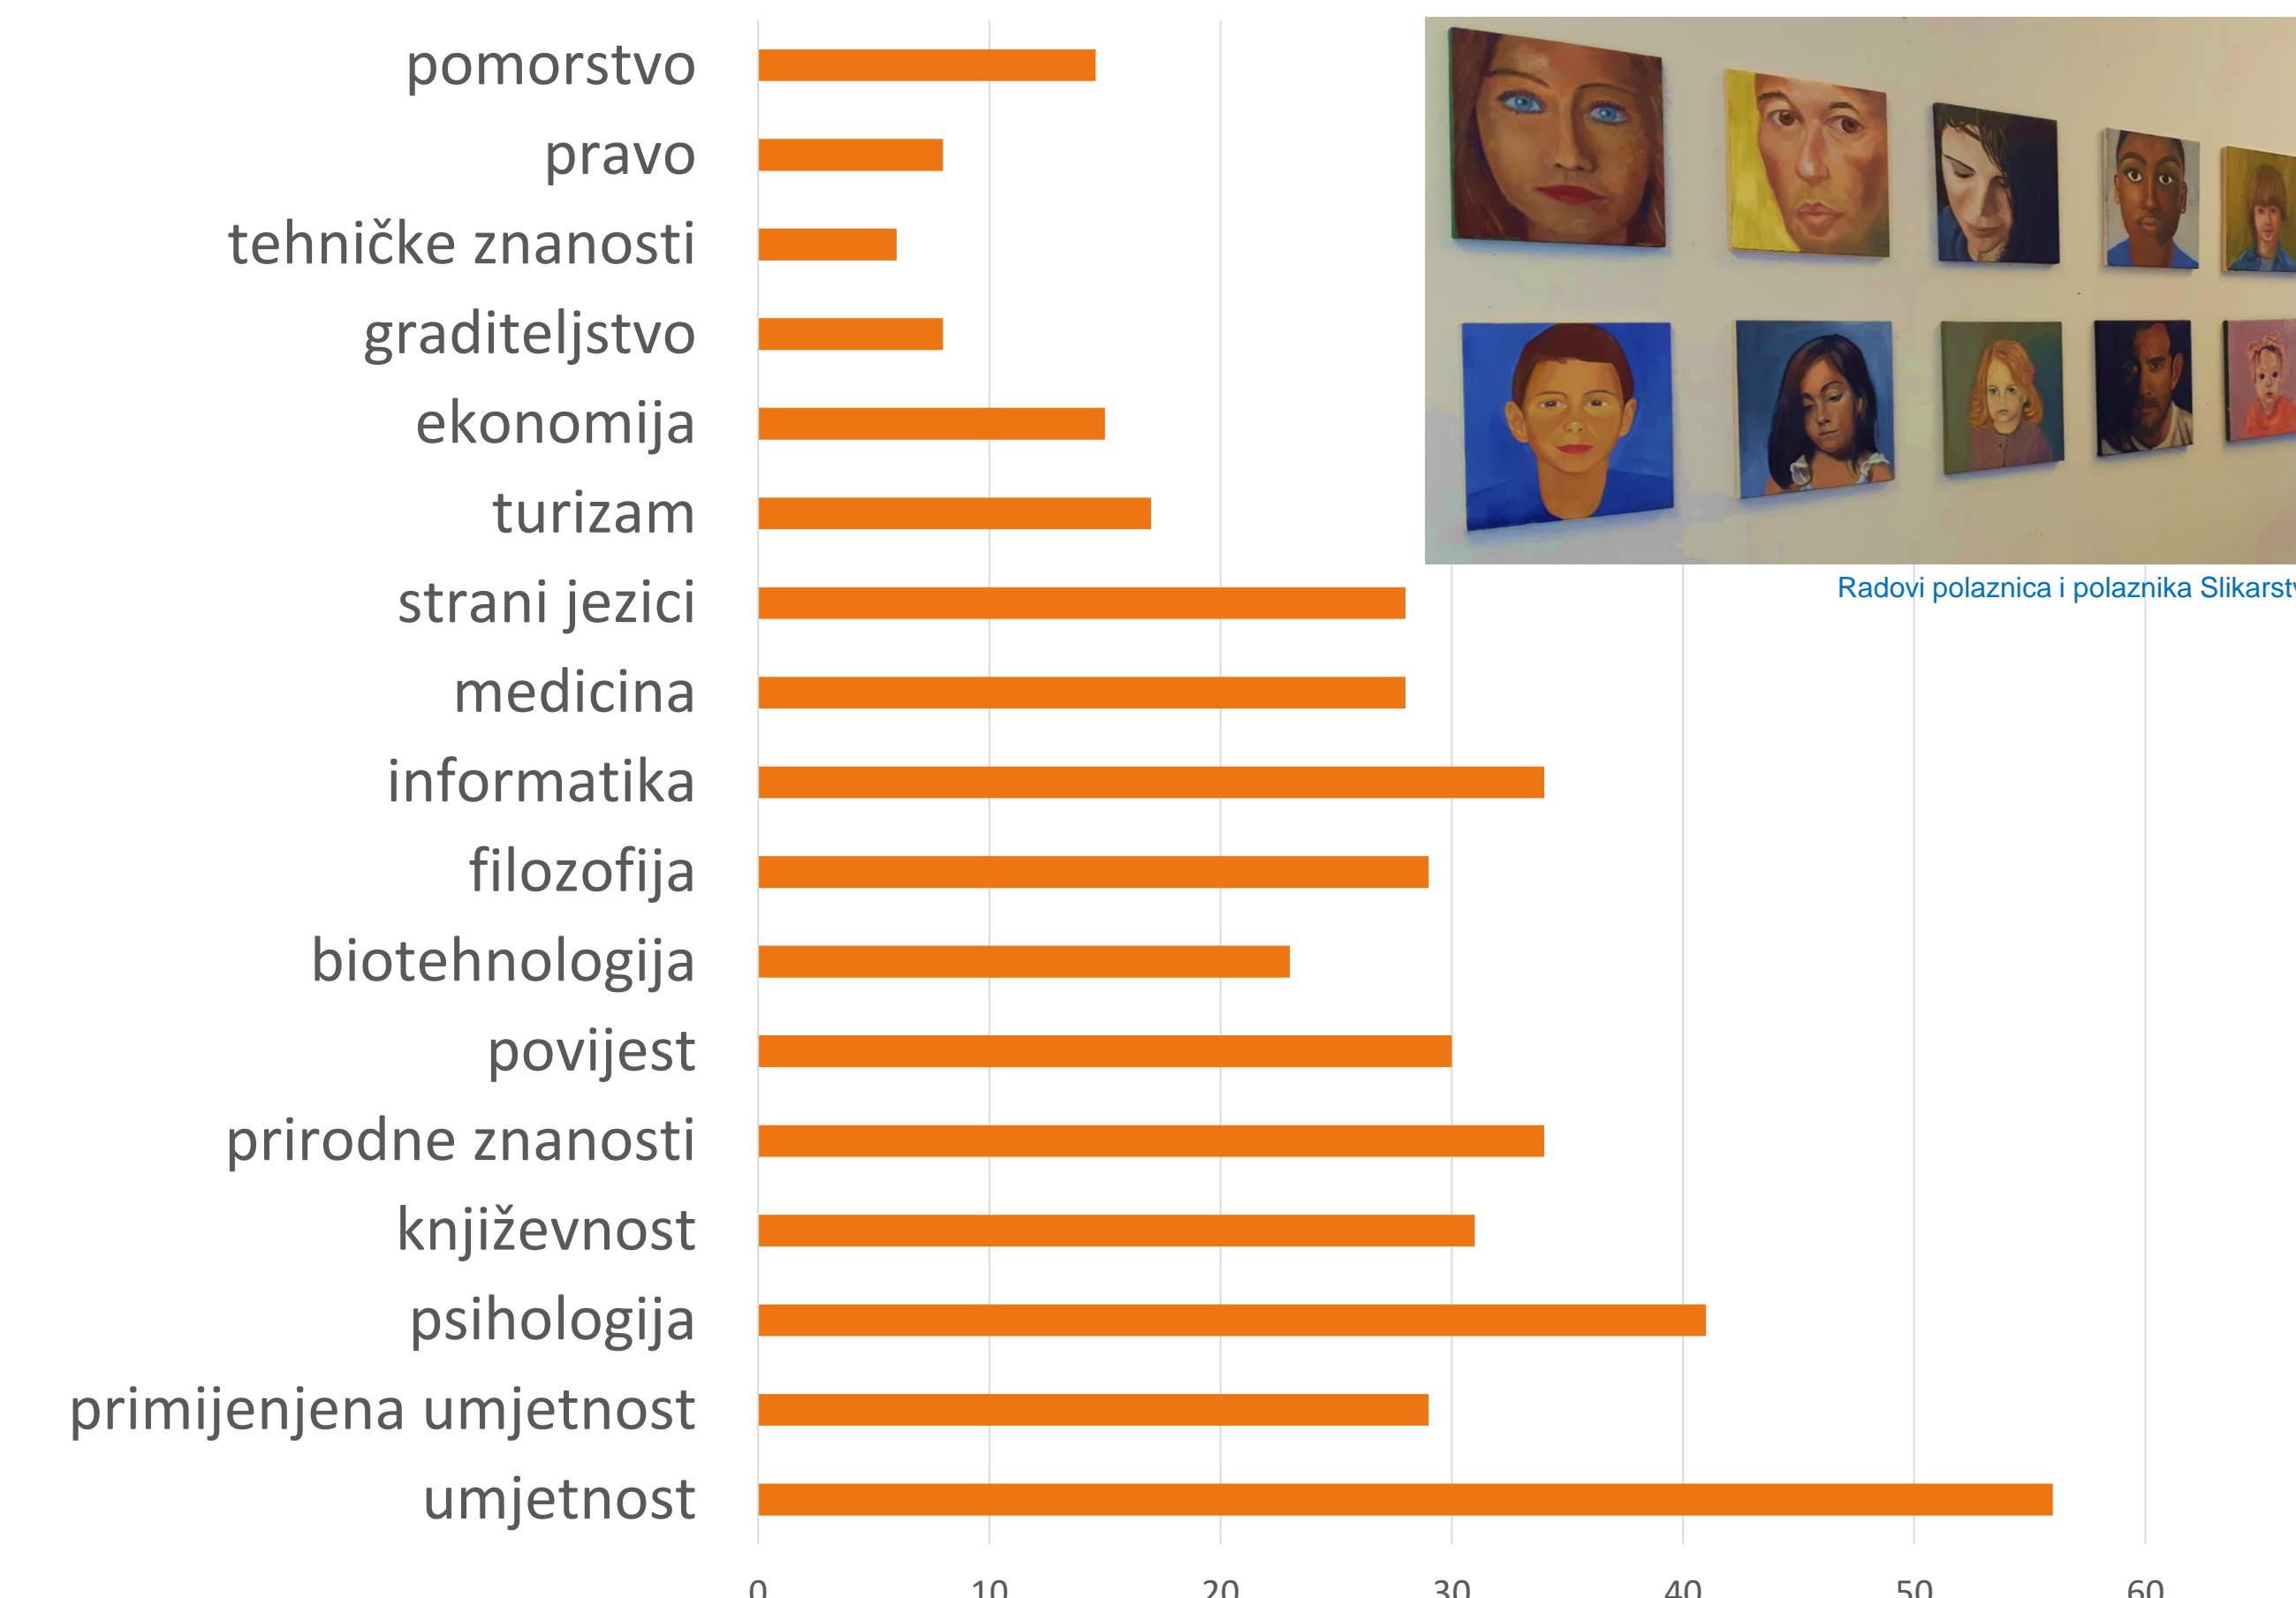 pomorstvo
pravo
tehničke znanosti
graditeljstvo
ekonomija
turizam
strani jezici
Radovi polaznica i polaznika
medicina
informatika
filozofija
biotehnologija
povijest
prirodne znanosti
književnost
psihologija
primijenjena umjetnost
umjetnost
0 10 20 30 40 50 60